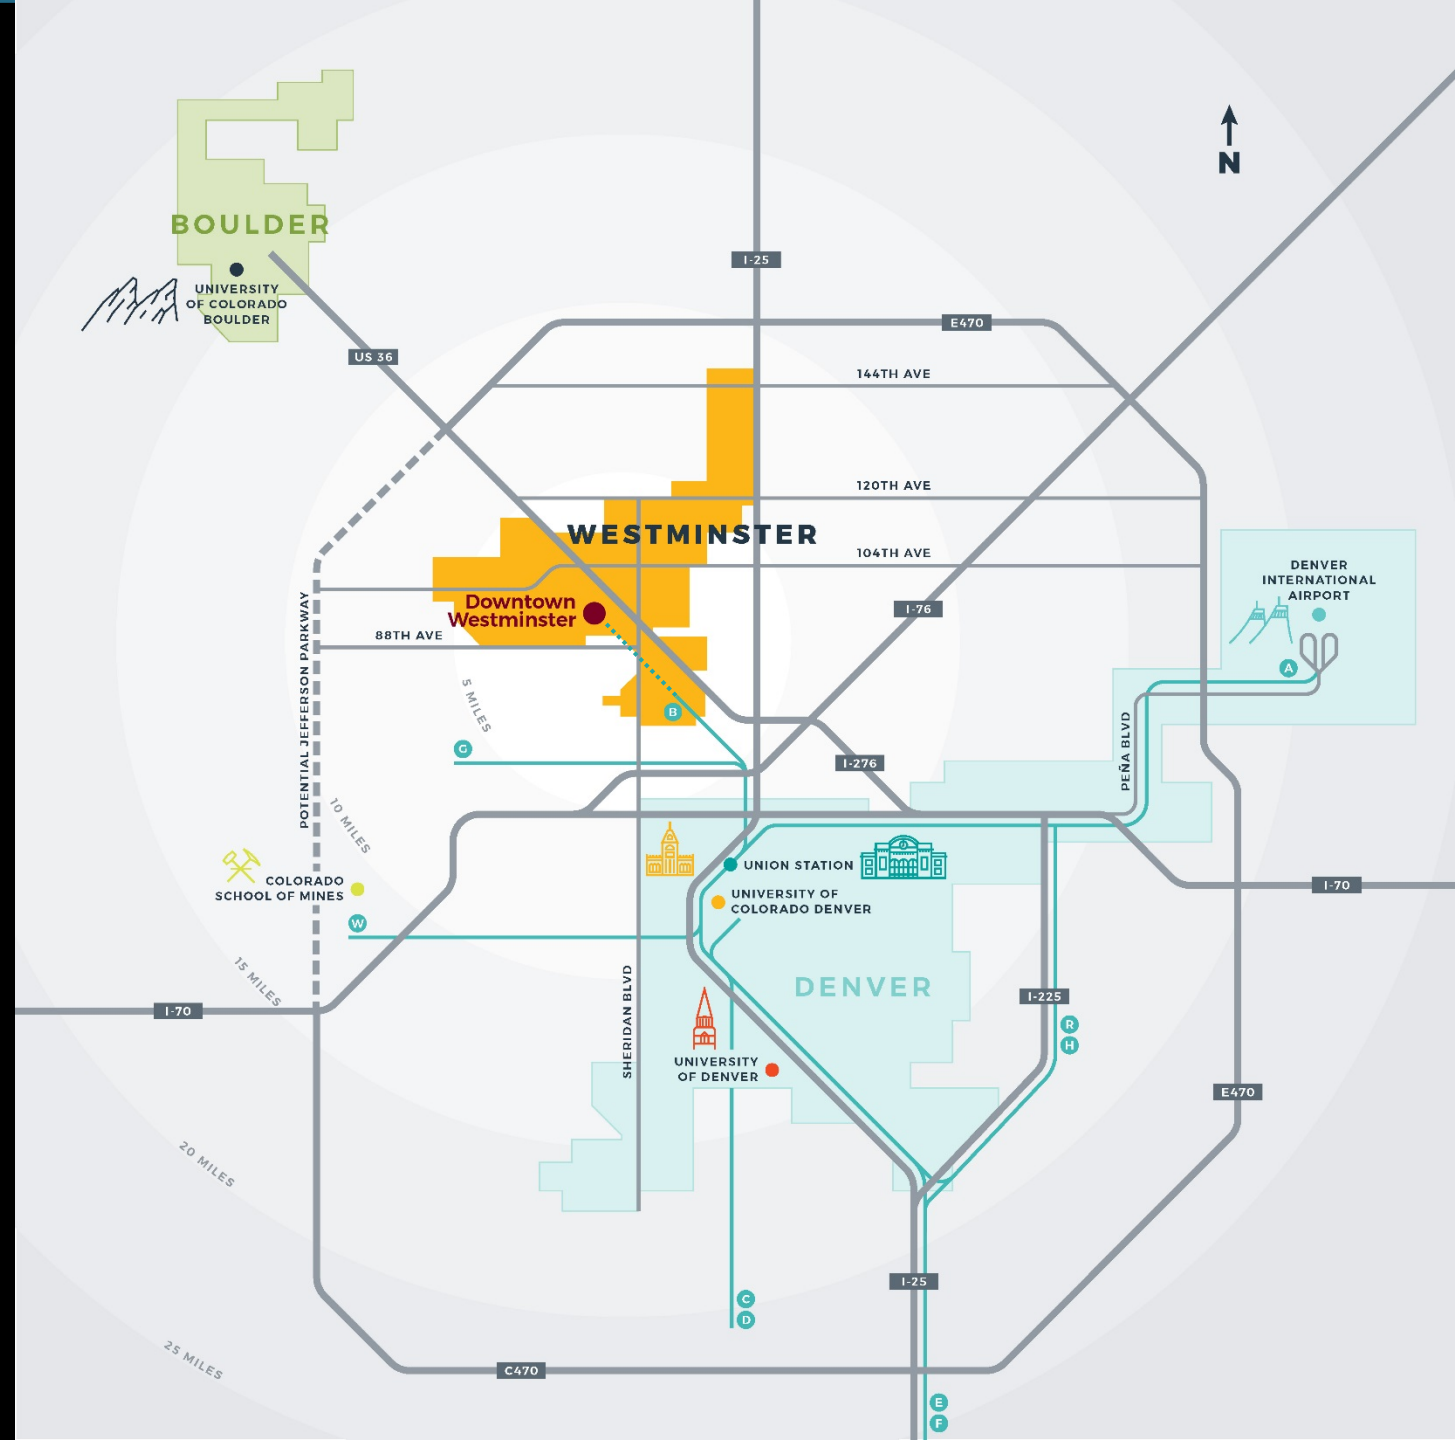 N
BOULDER
I-25
UNIVERSITY
OF COLORADO
BOULDER
E470
US 36
144TH AVE
120TH AVE
WESTMINSTER
104TH AVE
DENVER
INTERNATIONAL
AIRPORT
Downtown
Westminster
I-76
88TH AVE
POTENTIAL JEFFERSON PARKWAY
A
5 MILES
B
PEÑA BLVD
G
I-276
10 MILES
UNION STATION
COLORADO
SCHOOL OF MINES
I-70
UNIVERSITY OF
COLORADO DENVER
W
15 MILES
DENVER
I-225
I-70
SHERIDAN BLVD
R
H
UNIVERSITY
OF DENVER
E470
20 MILES
I-25
C
D
25 MILES
C470
E
F